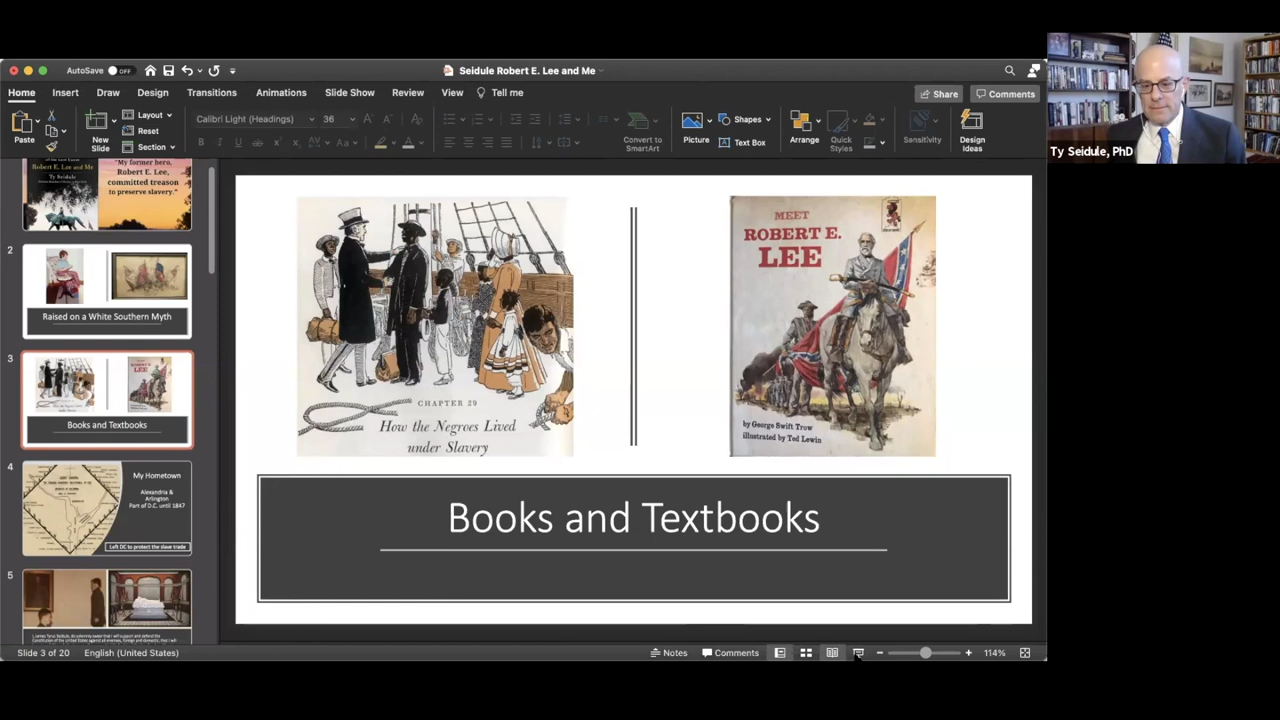 AutoSave OFF
Seidule Robert E. Lee and Me
Home Insert Draw Design Transitions Animations Slide Show Review View Tell me
Share Comments
Paste
New Slide
Layout
Reset
Section
Calibri Light (Headings) 36
Convert to SmartArt
Picture
Shapes
Text Box
Arrange
Quick Styles
Sensitivity
Design Ideas
Ty Seidule, PhD
Robert E. Lee and Me
Ty Seidule
"My former hero,
Robert E. Lee,
committed treason
to preserve slavery."
2
Raised on a White Southern Myth
3
Books and Textbooks
4
My Hometown
Alexandria &
Arlington
Part of D.C. until 1847
Left DC to protect the slave trade
5
CHAPTER 29
How the Negroes Lived
under Slavery
MEET
ROBERT E.
LEE
by George Swift Trow
illustrated by Ted Lewin
Books and Textbooks
Slide 3 of 20 English (United States)
Notes Comments 114%